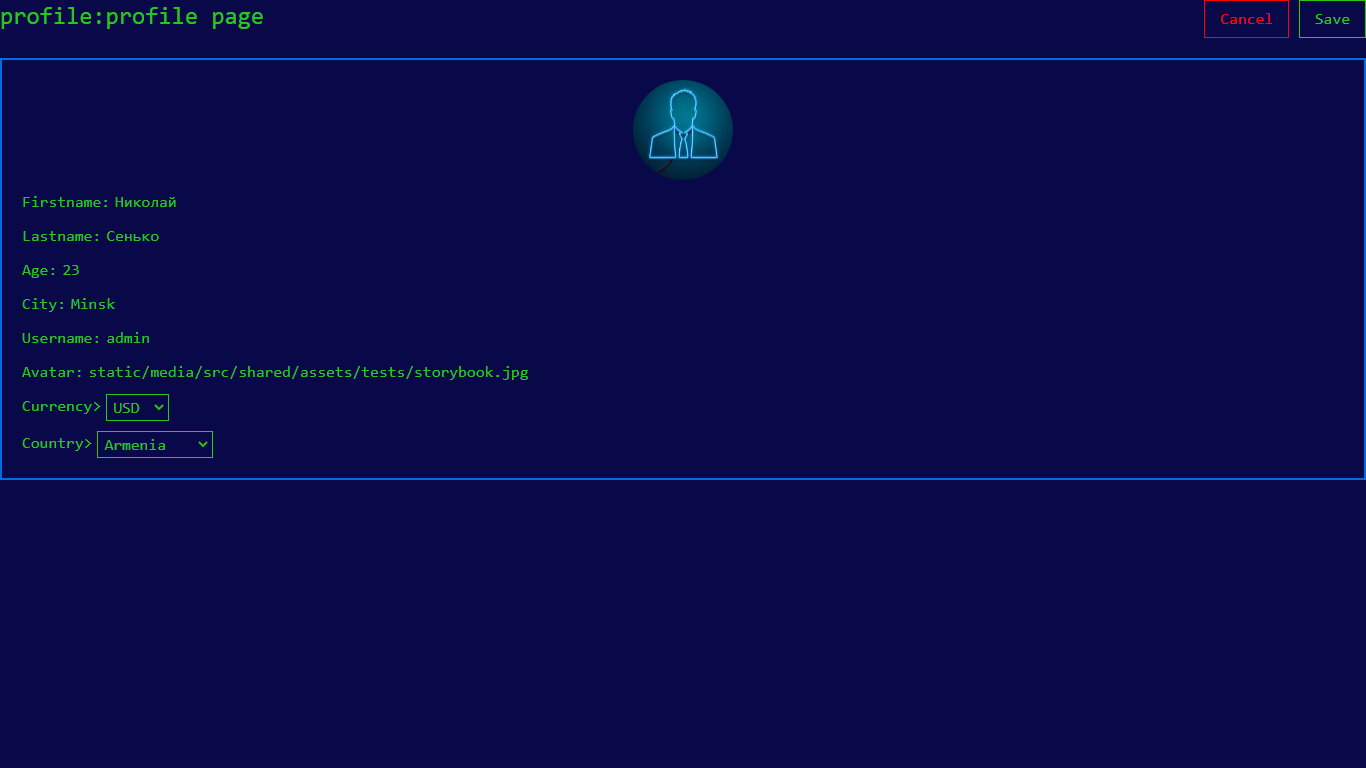 profile:profile page
Cancel
Save
Firstname: Николай
Lastname: Сенько
Age: 23
City: Minsk
Username: admin
Avatar: static/media/src/shared/assets/tests/storybook.jpg
Currency> USD
Country> Armenia